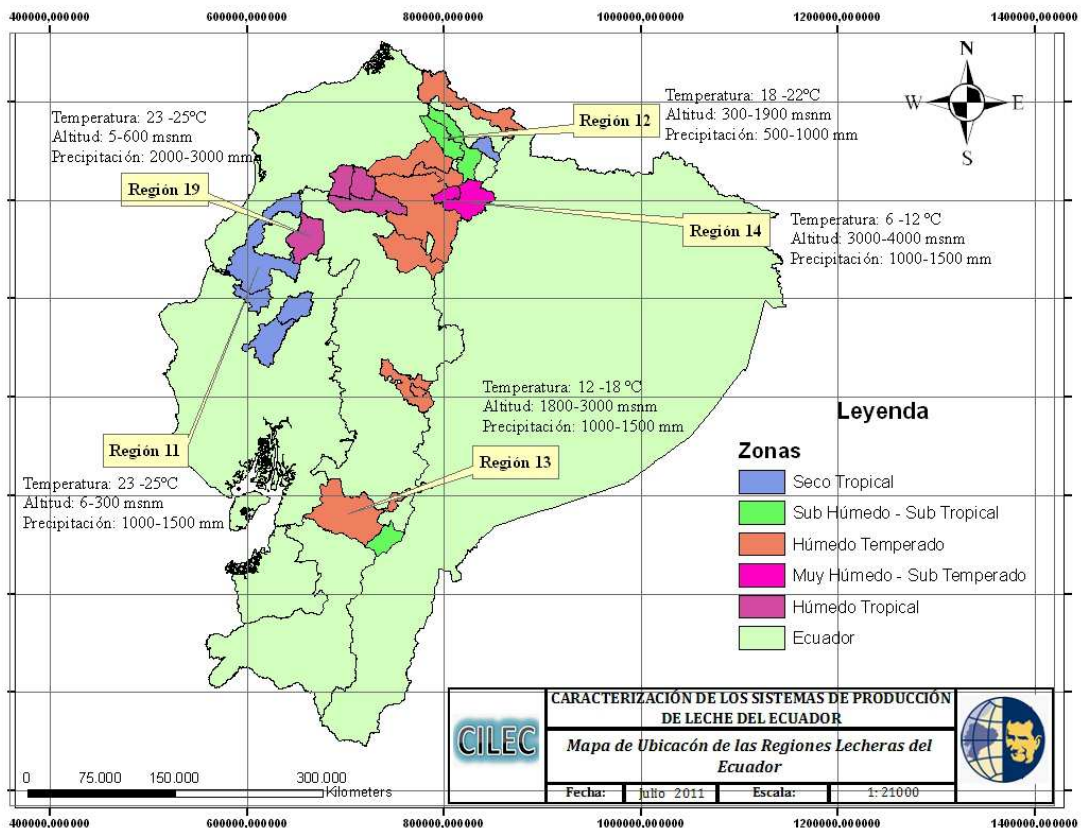 400000,000000 600000,000000 800000,000000 1000000,000000 1200000,000000 1400000,000000
N
W E
S
Temperatura: 23 -25ºC
Altitud: 5-600 msnm
Precipitación: 2000-3000 mm
Región 19
Región 12
Temperatura: 18 -22ºC
Altitud: 300-1900 msnm
Precipitación: 500-1000 mm
Región 14
Temperatura: 6 -12 ºC
Altitud: 3000-4000 msnm
Precipitación: 1000-1500 mm
Temperatura: 12 -18 ºC
Altitud: 1800-3000 msnm
Precipitación: 1000-1500 mm
Región 13
Región 11
Temperatura: 23 -25ºC
Altitud: 6-300 msnm
Precipitación: 1000-1500 mm
Leyenda
Zonas
Seco Tropical
Sub Húmedo - Sub Tropical
Húmedo Temperado
Muy Húmedo - Sub Temperado
Húmedo Tropical
Ecuador
CILEC
CARACTERIZACIÓN DE LOS SISTEMAS DE PRODUCCIÓN
DE LECHE DEL ECUADOR
Mapa de Ubicacón de las Regiones Lecheras del
Ecuador
Fecha: julio 2011 Escala: 1: 21000
0 75.000 150.000 300.000
Kilometers
400000,000000 600000,000000 800000,000000 1000000,000000 1200000,000000 1400000,000000